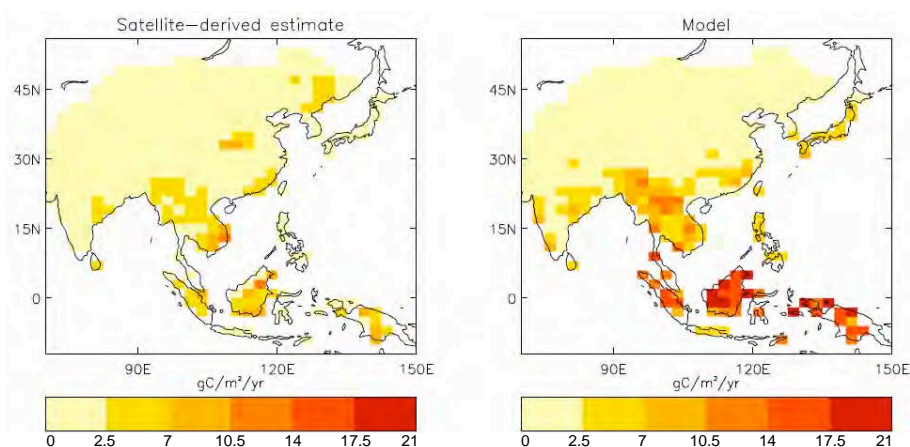 Satellite-derived estimate
45N
30N
15N
0
90E 120E 150E
gC/m²/yr
0 2.5 7 10.5 14 17.5 21
Model
45N
30N
15N
0
90E 120E 150E
gC/m²/yr
0 2.5 7 10.5 14 17.5 21